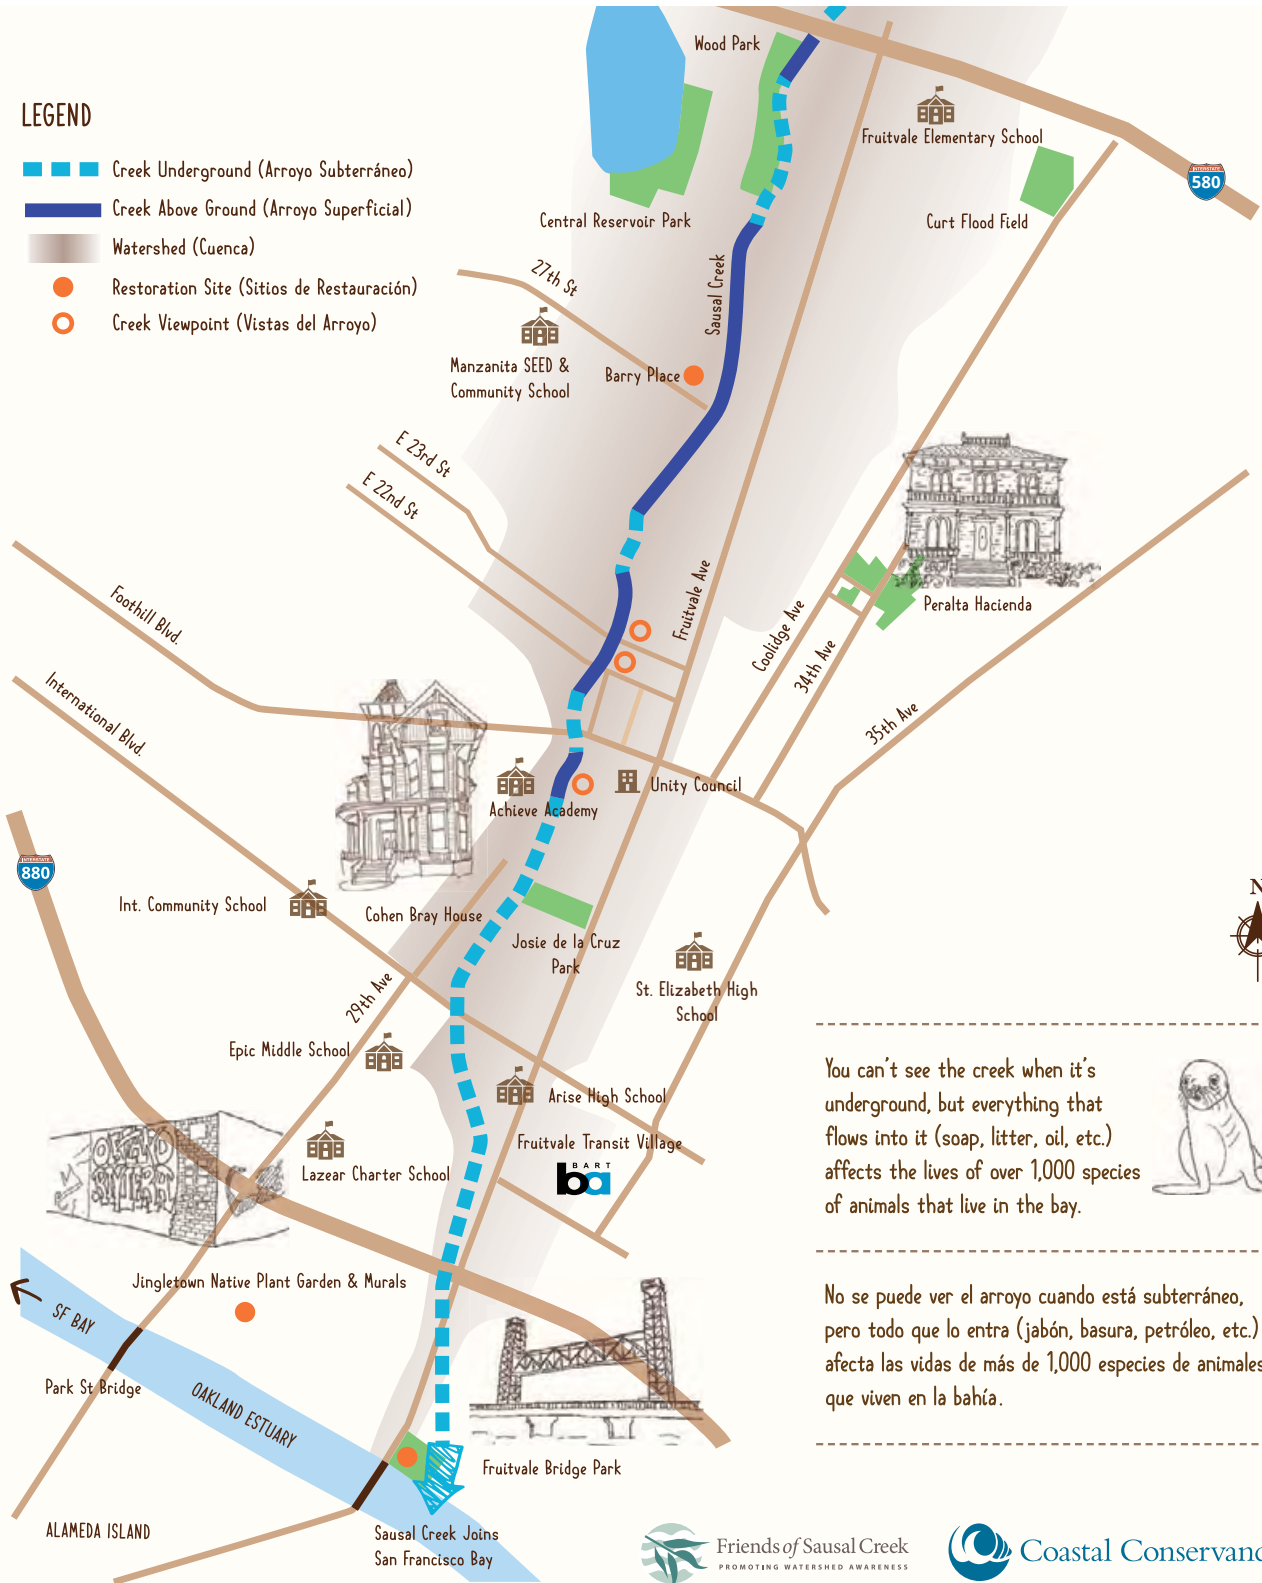 LEGEND
Creek Underground (Arroyo Subterráneo)
Creek Above Ground (Arroyo Superficial)
Watershed (Cuenca)
Restoration Site (Sitios de Restauración)
Creek Viewpoint (Vistas del Arroyo)
Wood Park
Fruitvale Elementary School
INTERSTATE
580
Central Reservoir Park
Curt Flood Field
Sausal Creek
27th St
Manzanita SEED &
Community School
Barry Place
E 23rd St
E 22nd St
Fruitvale Ave
Peralta Hacienda
Coolidge Ave
34th Ave
35th Ave
Foothill Blvd.
International Blvd.
Unity Council
Achieve Academy
INTERSTATE
880
Int. Community School
Cohen Bray House
Josie de la Cruz
Park
N
St. Elizabeth High
School
29th Ave
Epic Middle School
Arise High School
Fruitvale Transit Village
BART
ba
Lazear Charter School
Jingletown Native Plant Garden & Murals
SF BAY
Park St Bridge
OAKLAND ESTUARY
Fruitvale Bridge Park
ALAMEDA ISLAND
Sausal Creek Joins
San Francisco Bay
You can't see the creek when it's
underground, but everything that
flows into it (soap, litter, oil, etc.)
affects the lives of over 1,000 species
of animals that live in the bay.
No se puede ver el arroyo cuando está subterráneo,
pero todo que lo entra (jabón, basura, petróleo, etc.)
afecta las vidas de más de 1,000 especies de animales
que viven en la bahía.
Friends of Sausal Creek
PROMOTING WATERSHED AWARENESS
Coastal Conservanc